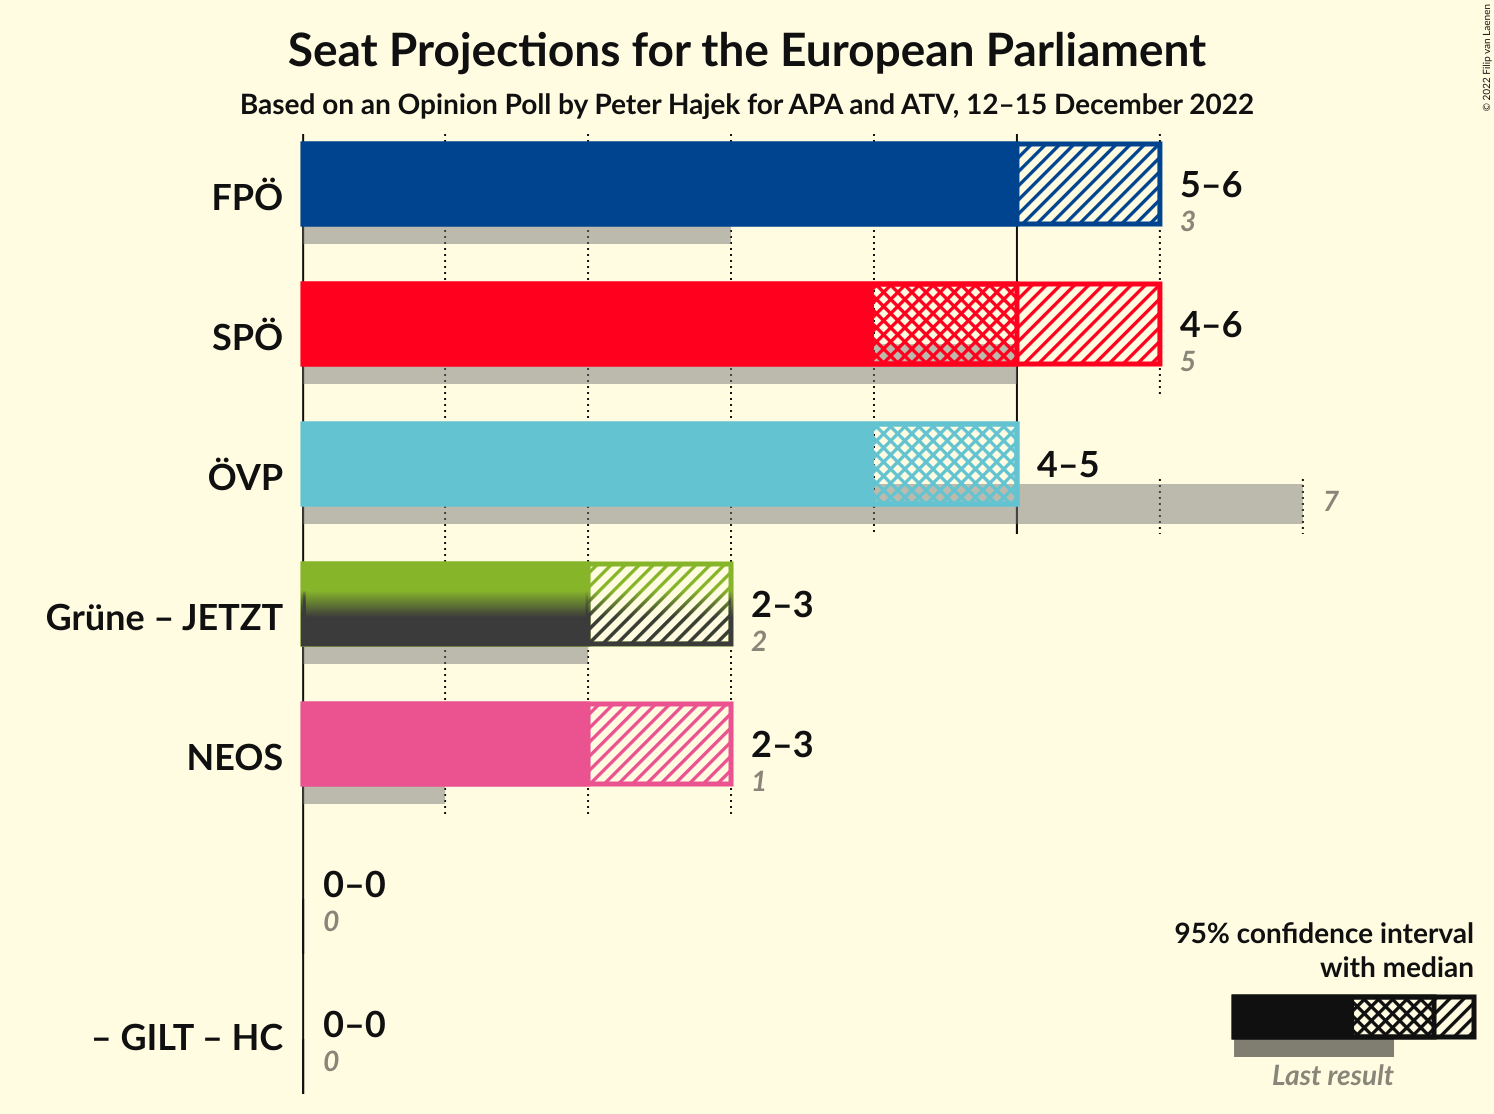 Seat Projections for the European Parliament
Based on an Opinion Poll by Peter Hajek for APA and ATV, 12–15 December 2022
© 2022 Filip van Laenen
FPÖ
5–6
3
SPÖ
4–6
5
ÖVP
4–5
7
Grüne – JETZT
2–3
2
NEOS
2–3
1
0–0
0
– GILT – HC
0–0
0
95% confidence interval
with median
Last result